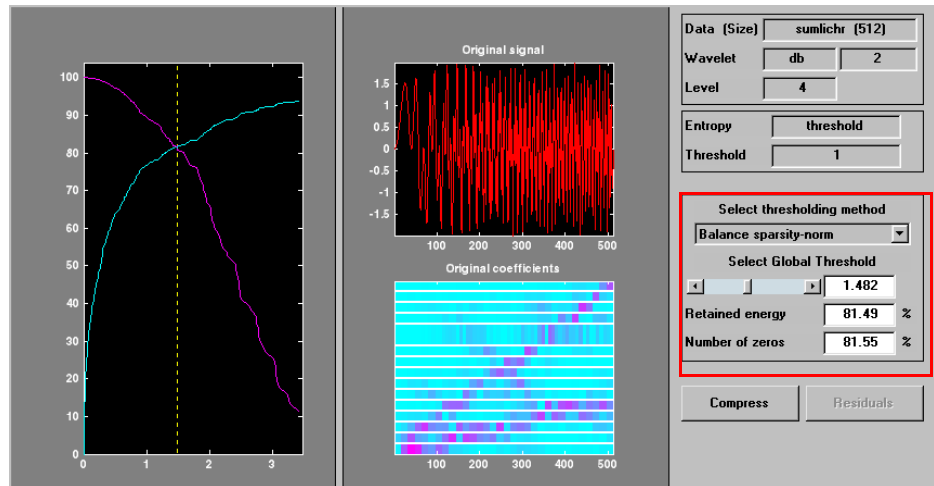 100
90
80
70
60
50
40
30
20
10
0
0 1 2 3
Original signal
1.5
1
0.5
0
-0.5
-1
-1.5
100 200 300 400 500
Original coefficients
100 200 300 400 500
Data (Size) sumlichr (512)
Wavelet db 2
Level 4
Entropy threshold
Threshold 1
Select thresholding method
Balance sparsity-norm
Select Global Threshold
1.482
Retained energy 81.49 %
Number of zeros 81.55 %
Compress Residuals